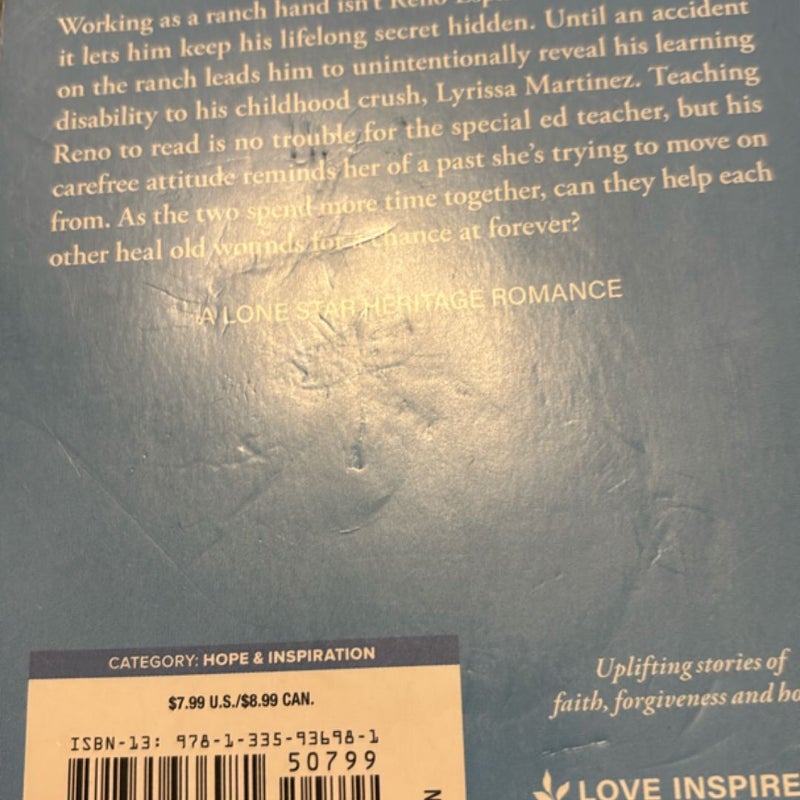 Working as a ranch hand isn't Reno
it lets him keep his lifelong secret hidden. Until an accident
on the ranch leads him to unintentionally reveal his learning
disability to his childhood crush, Lyrissa Martinez. Teaching
Reno to read is no trouble for the special ed teacher, but his
carefree attitude reminds her of a past she's trying to move on
from. As the two spend more time together, can they help each
other heal old wounds for a chance at forever?
A LONE STAR HERITAGE ROMANCE
CATEGORY: HOPE & INSPIRATION
$7.99 U.S./$8.99 CAN.
ISBN-13: 978-1-335-93698-1
50799
Uplifting stories of
faith, forgiveness and ho
LOVE INSPIRE